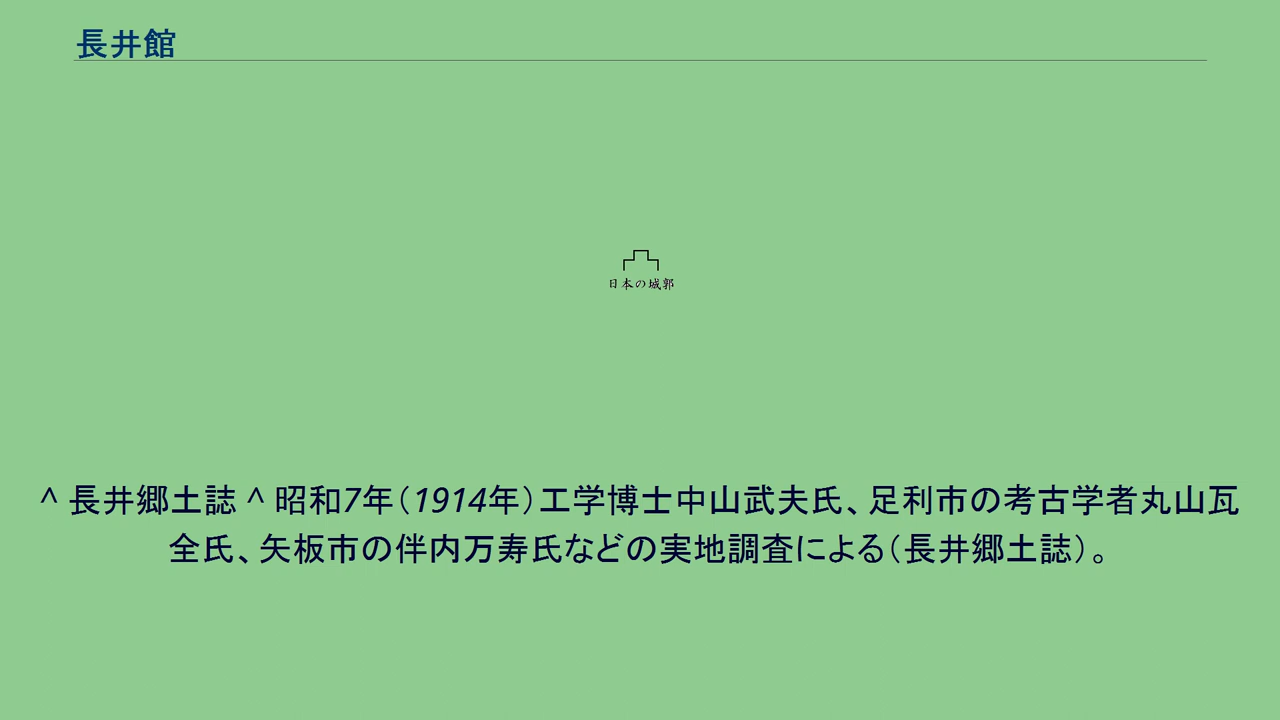 長井館
日本の城郭
^ 長井郷土誌 ^ 昭和7年（1914年）工学博士中山武夫氏、足利市の考古学者丸山瓦
全氏、矢板市の伴内万寿氏などの実地調査による（長井郷土誌）。